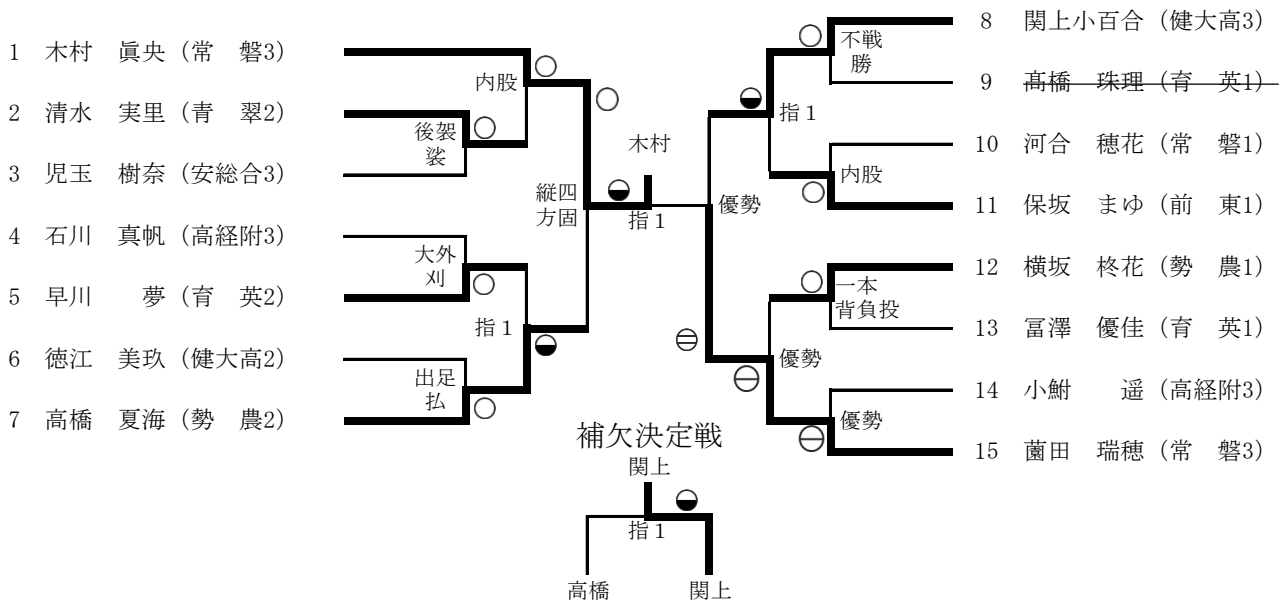 1 木村 眞央 (常 磐3)
2 清水 実里 (青 翠2)
3 児玉 樹奈 (安総合3)
4 石川 真帆 (高経附3)
5 早川 夢 (育 英2)
6 徳江 美玖 (健大高2)
7 高橋 夏海 (勢 農2)
内股
後袈
裟
縦四
方固
大外
刈
指1
出足
払
木村
指1
8 関上小百合 (健大高3)
9 髙橋 珠理 (育 英1)
10 河合 穂花 (常 磐1)
11 保坂 まゆ (前 東1)
12 横坂 柊花 (勢 農1)
13 冨澤 優佳 (育 英1)
14 小鮒 遥 (高経附3)
15 薗田 瑞穂 (常 磐3)
不戦
勝
指1
内股
優勢
一本
背負投
優勢
優勢
補欠決定戦
関上
指1
高橋 関上